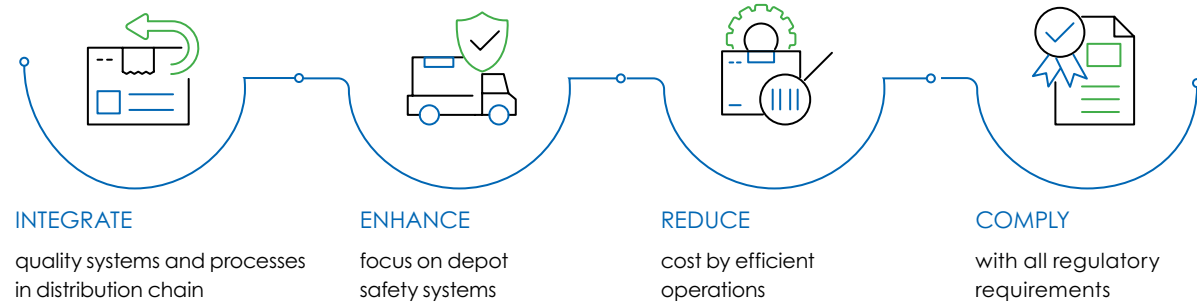 INTEGRATE
quality systems and processes
in distribution chain
ENHANCE
focus on depot
safety systems
REDUCE
cost by efficient
operations
COMPLY
with all regulatory
requirements